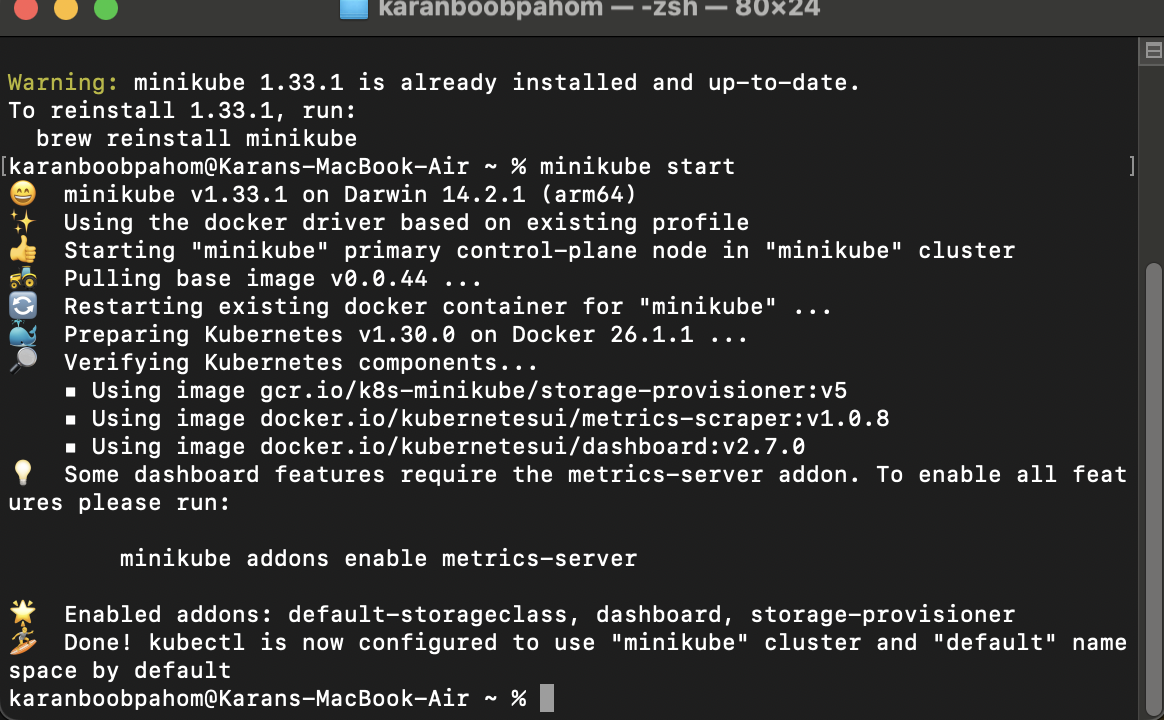 karanboobpahom — -zsh — 80×24
Warning: minikube 1.33.1 is already installed and up-to-date.
To reinstall 1.33.1, run:
  brew reinstall minikube
[karanboobpahom@Karans-MacBook-Air ~ % minikube start ]
😄  minikube v1.33.1 on Darwin 14.2.1 (arm64)
✨  Using the docker driver based on existing profile
👍  Starting "minikube" primary control-plane node in "minikube" cluster
🚜  Pulling base image v0.0.44 ...
🔄  Restarting existing docker container for "minikube" ...
🐳  Preparing Kubernetes v1.30.0 on Docker 26.1.1 ...
🔎  Verifying Kubernetes components...
    ▪ Using image gcr.io/k8s-minikube/storage-provisioner:v5
    ▪ Using image docker.io/kubernetesui/metrics-scraper:v1.0.8
    ▪ Using image docker.io/kubernetesui/dashboard:v2.7.0
💡  Some dashboard features require the metrics-server addon. To enable all feat
ures please run:
        minikube addons enable metrics-server
🌟  Enabled addons: default-storageclass, dashboard, storage-provisioner
🏄  Done! kubectl is now configured to use "minikube" cluster and "default" name
space by default
karanboobpahom@Karans-MacBook-Air ~ %